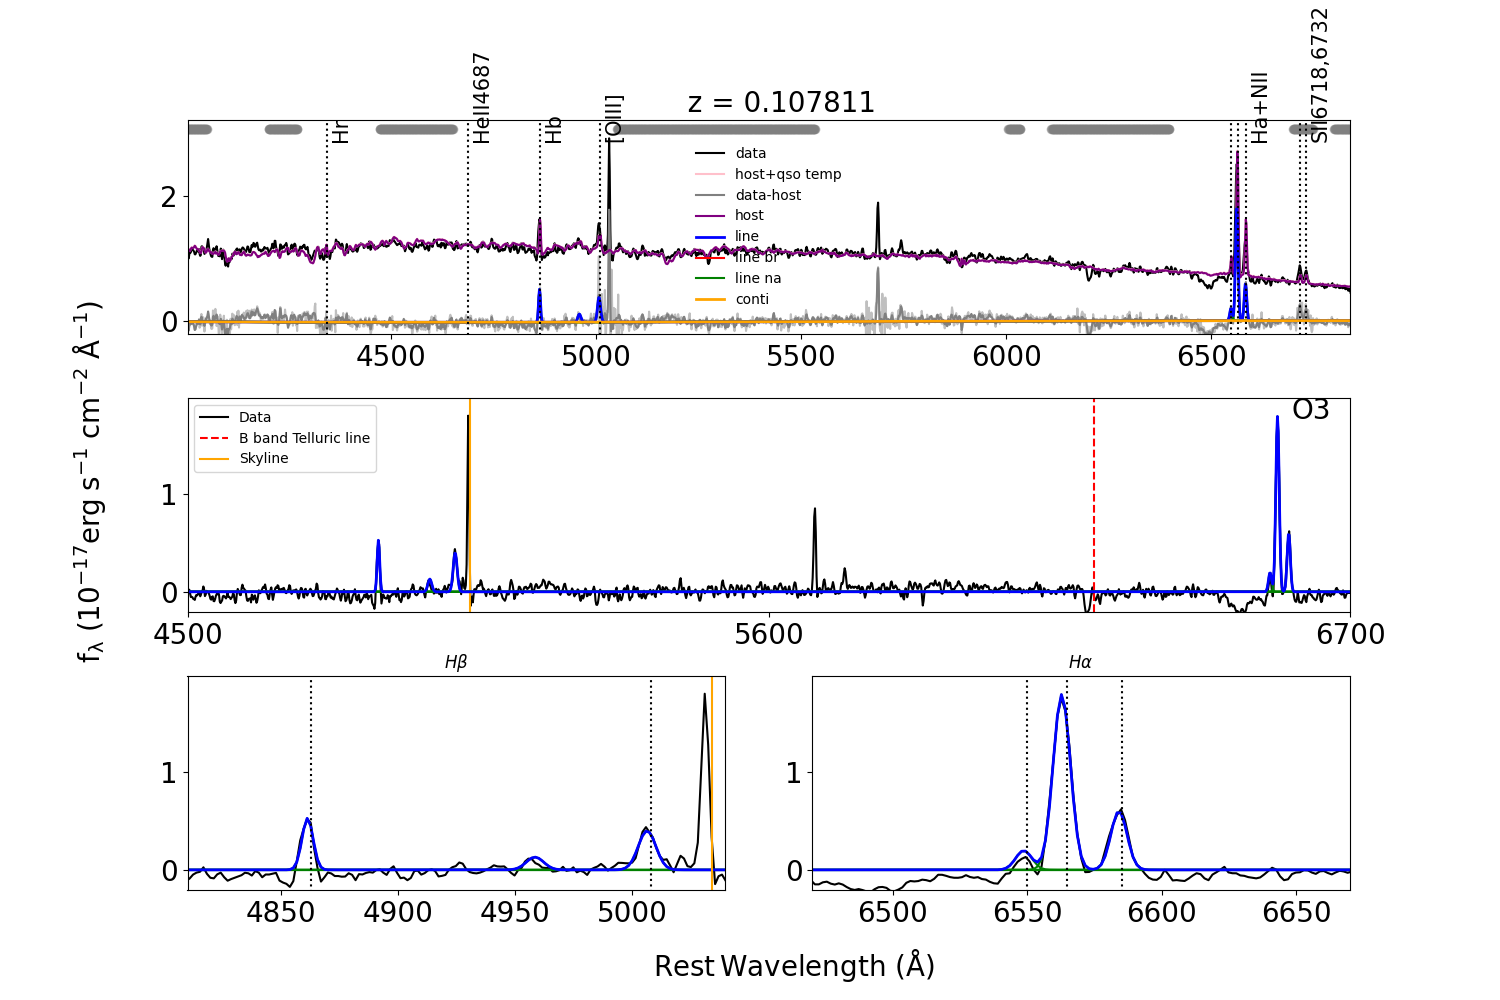 z = 0.107811
Hr
HeII4687
Hb
[OIII]
Ha+NII
SII6718,6732
data
host+qso temp
data-host
host
line
line br
line na
conti
2
0
4500 5000 5500 6000 6500
fλ (10⁻¹⁷erg s⁻¹ cm⁻² Å⁻¹)
O3
Data
B band Telluric line
Skyline
1
0
4500 5600 6700
Hβ
1
0
4850 4900 4950 5000
Hα
1
0
6500 6550 6600 6650
Rest Wavelength (Å)